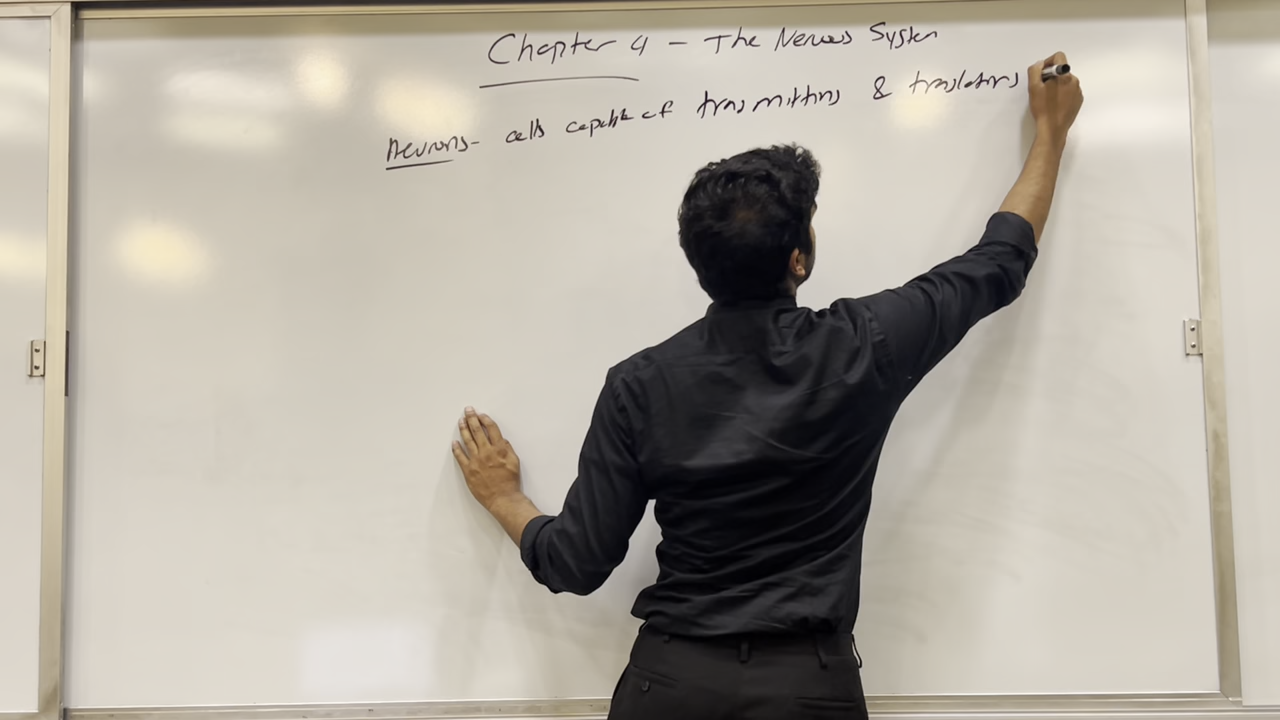 Chapter 4 - The Nervous System
Neurons - cells capable of transmitting & translating